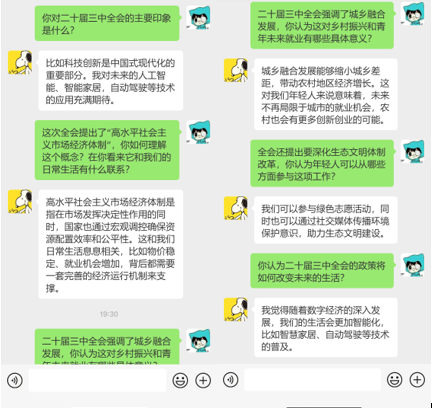 你对二十届三中全会的主要印象
是什么？
比如科技创新是中国式现代化的
重要部分。我对未来的人工智
能、智能家居，自动驾驶等技术
的应用充满期待。
这次全会提出了“高水平社会主
义市场经济体制”，你如何理解
这个概念？在你看来它和我们的
日常生活有什么联系？
高水平社会主义市场经济体制是
指在市场发挥决定性作用的同
时，国家也通过宏观调控确保资
源配置效率和公平性。这和我们
日常生活息息相关，比如物价稳
定、就业机会增加，背后都需要
一套完善的经济运行机制来支
撑。
19:30
二十届三中全会强调了城乡融合
发展，你认为这对乡村振兴和青
年未来就业有哪些具体意义？
二十届三中全会强调了城乡融合
发展，你认为这对乡村振兴和青
年未来就业有哪些具体意义？
城乡融合发展能够缩小城乡差
距，带动农村地区经济增长。这
对我们年轻人来说意味着，未来
不再局限于城市的就业机会，农
村也会有更多创新创业的可能。
全会还提出要深化生态文明体制
改革，你认为年轻人可以从哪些
方面参与这项工作？
我们可以参与绿色志愿活动，同
时也可以通过社交媒体传播环境
保护意识，助力生态文明建设。
你认为二十届三中全会的政策将
如何改变未来的生活？
我觉得随着数字经济的深入发
展，我们的生活会更加智能化，
比如智慧家居、自动驾驶等技术
的普及。